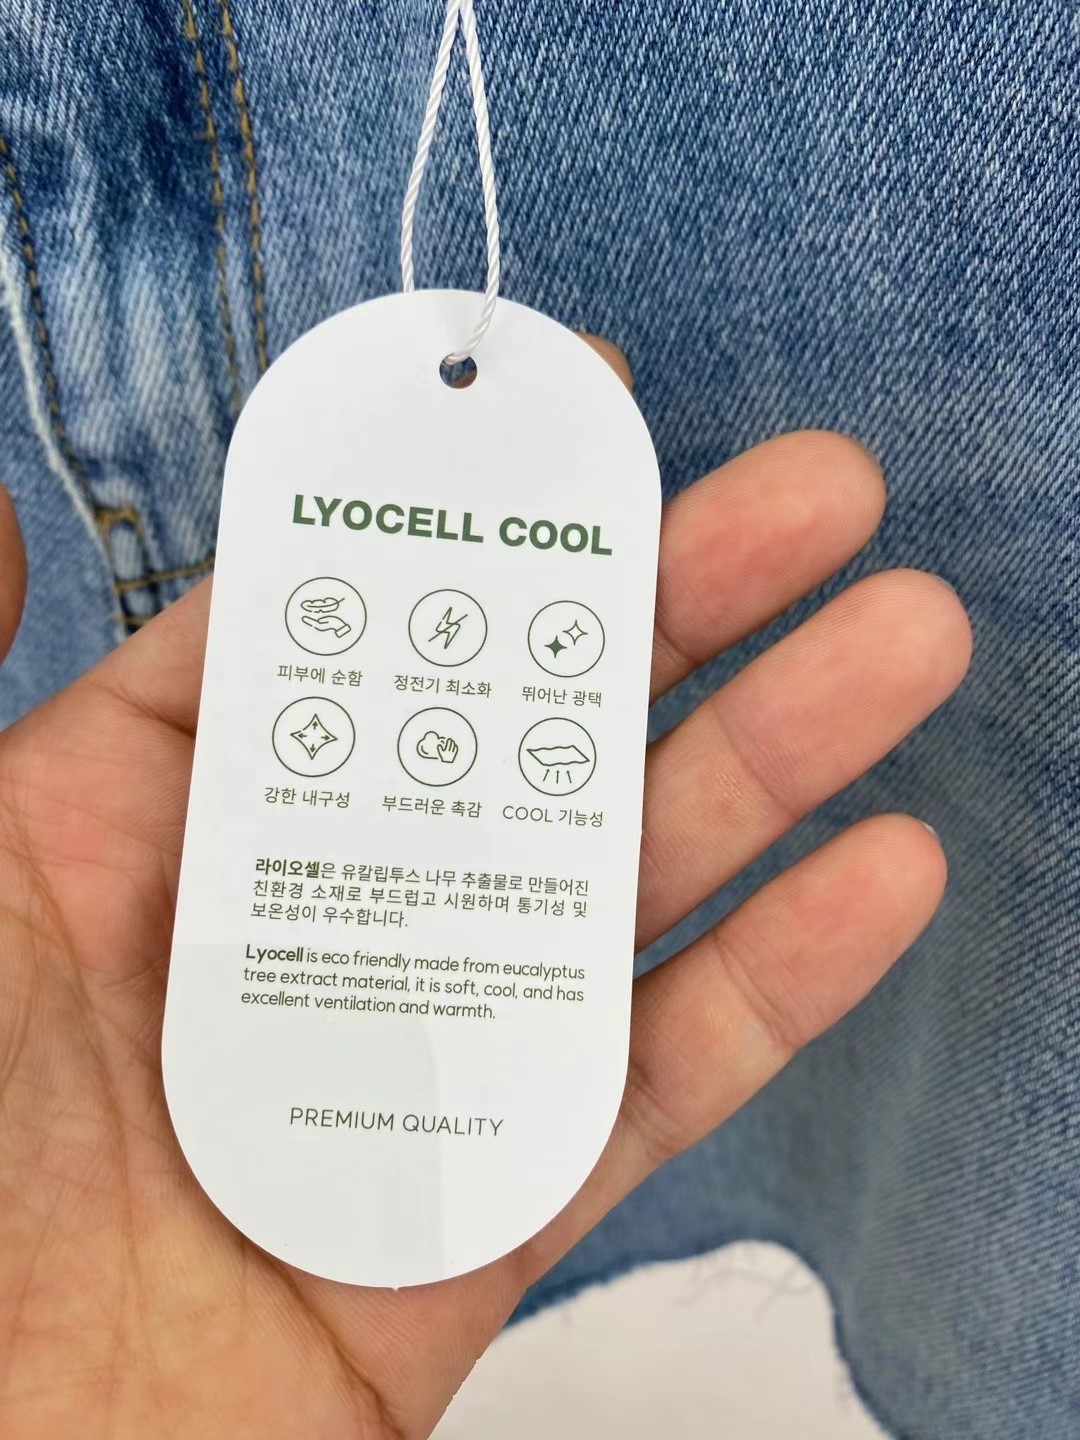 LYOCELL COOL
피부에 순함
정전기 최소화
뛰어난 광택
강한 내구성
부드러운 촉감
COOL 기능성
라이오셀은 유칼립투스 나무 추출물로 만들어진
친환경 소재로 부드럽고 시원하며 통기성 및
보온성이 우수합니다.
Lyocell is eco friendly made from eucalyptus
tree extract material, it is soft, cool, and has
excellent ventilation and warmth.
PREMIUM QUALITY